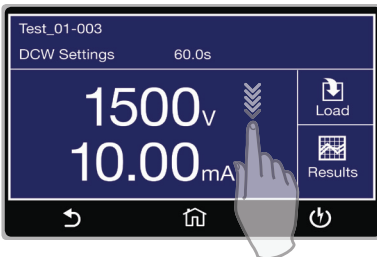 Test_01-003
DCW Settings 60.0s
1500V
10.00mA
Load
Results